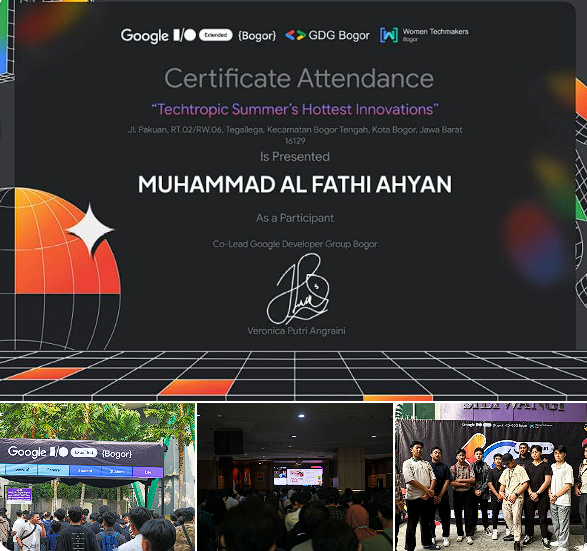 Google I/O Extended {Bogor} GDG Bogor Women Techmakers
Bogor
Certificate Attendance
“Techtropic Summer's Hottest Innovations”
Jl. Pakuan, RT.02/RW.06, Tegallega, Kecamatan Bogor Tengah, Kota Bogor, Jawa Barat
16129
Is Presented
MUHAMMAD AL FATHI AHYAN
As a Participant
Co-Lead Google Developer Group Bogor
Veronica Putri Angraini
Google I/O Extended {Bogor}